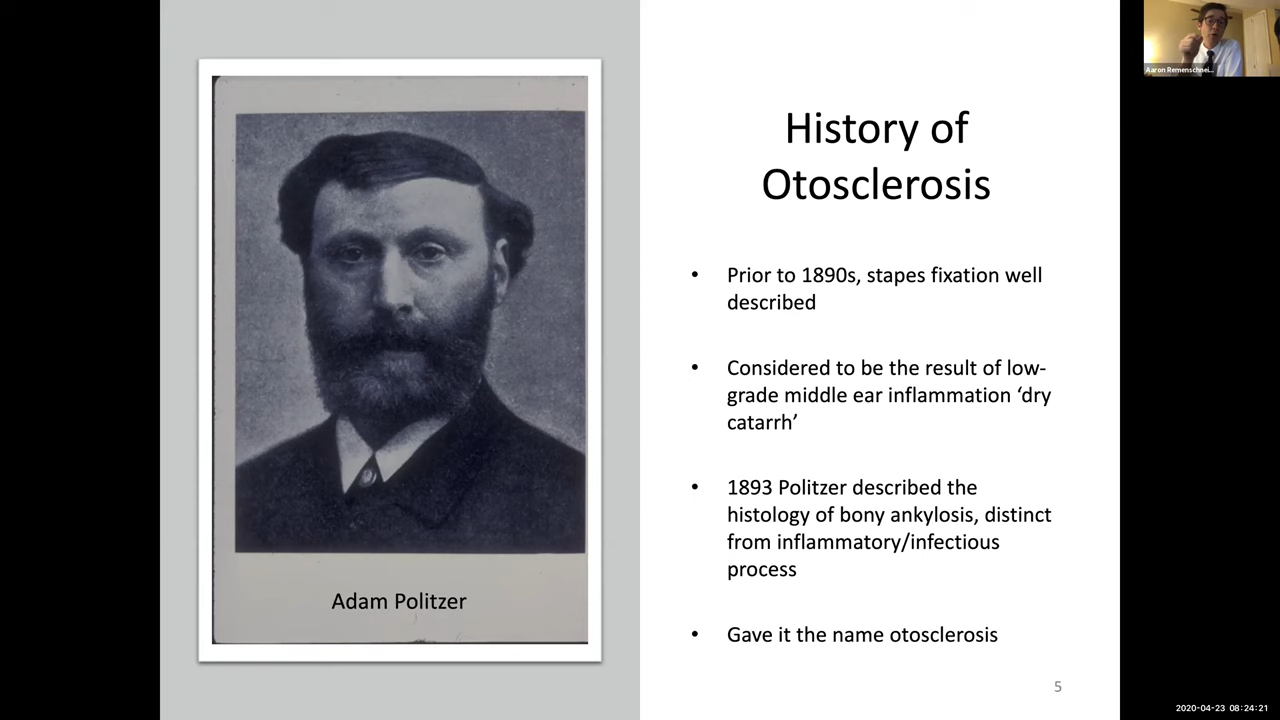 Aaron Remenschnei...
History of
Otosclerosis
• Prior to 1890s, stapes fixation well
described
• Considered to be the result of low-
grade middle ear inflammation ‘dry
catarrh’
• 1893 Politzer described the
histology of bony ankylosis, distinct
from inflammatory/infectious
process
• Gave it the name otosclerosis
Adam Politzer
5
2020-04-23 08:24:21